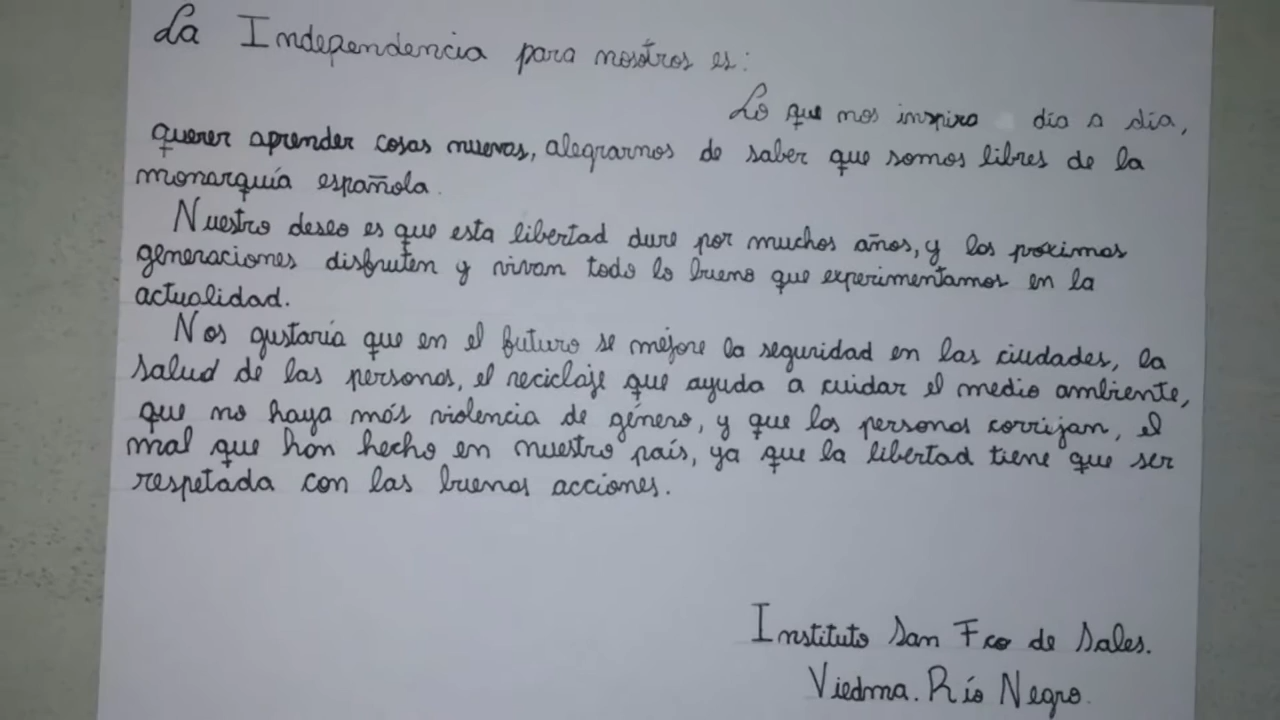 La Independencia para nosotros es:
Lo que nos inspira día a día,
querer aprender cosas nuevas, alegrarnos de saber que somos libres de la
monarquía española.
Nuestro deseo es que esta libertad dure por muchos años, y las próximas
generaciones disfruten y vivan todo lo bueno que experimentamos en la
actualidad.
Nos gustaría que en el futuro se mejore la seguridad en las ciudades, la
salud de las personas, el reciclaje que ayuda a cuidar el medio ambiente,
que no haya más violencia de género, y que las personas corrijan, el
mal que han hecho en nuestro país, ya que la libertad tiene que ser
respetada con las buenas acciones.
Instituto San Fco de Sales.
Viedma. Río Negro.